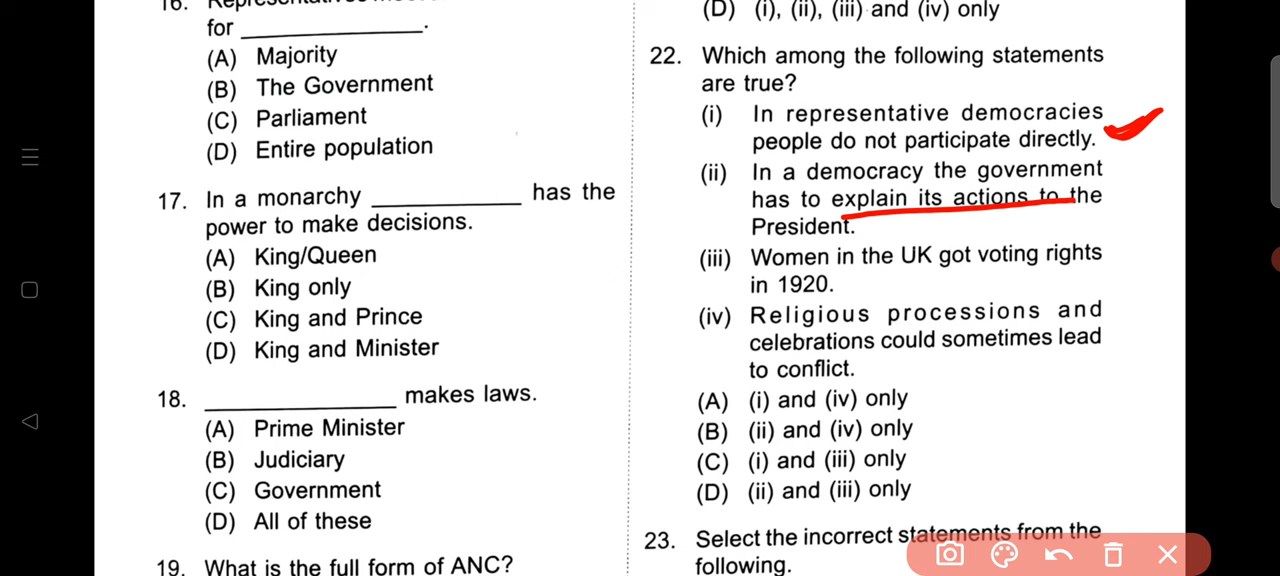 16.
for ____________.
(A) Majority
(B) The Government
(C) Parliament
(D) Entire population
17. In a monarchy ____________ has the
power to make decisions.
(A) King/Queen
(B) King only
(C) King and Prince
(D) King and Minister
18. ____________ makes laws.
(A) Prime Minister
(B) Judiciary
(C) Government
(D) All of these
19. What is the full form of ANC?
(D) (i), (ii), (iii) and (iv) only
22. Which among the following statements
are true?
(i) In representative democracies
people do not participate directly.
(ii) In a democracy the government
has to explain its actions to the
President.
(iii) Women in the UK got voting rights
in 1920.
(iv) Religious processions and
celebrations could sometimes lead
to conflict.
(A) (i) and (iv) only
(B) (ii) and (iv) only
(C) (i) and (iii) only
(D) (ii) and (iii) only
23. Select the incorrect statements from the
following.